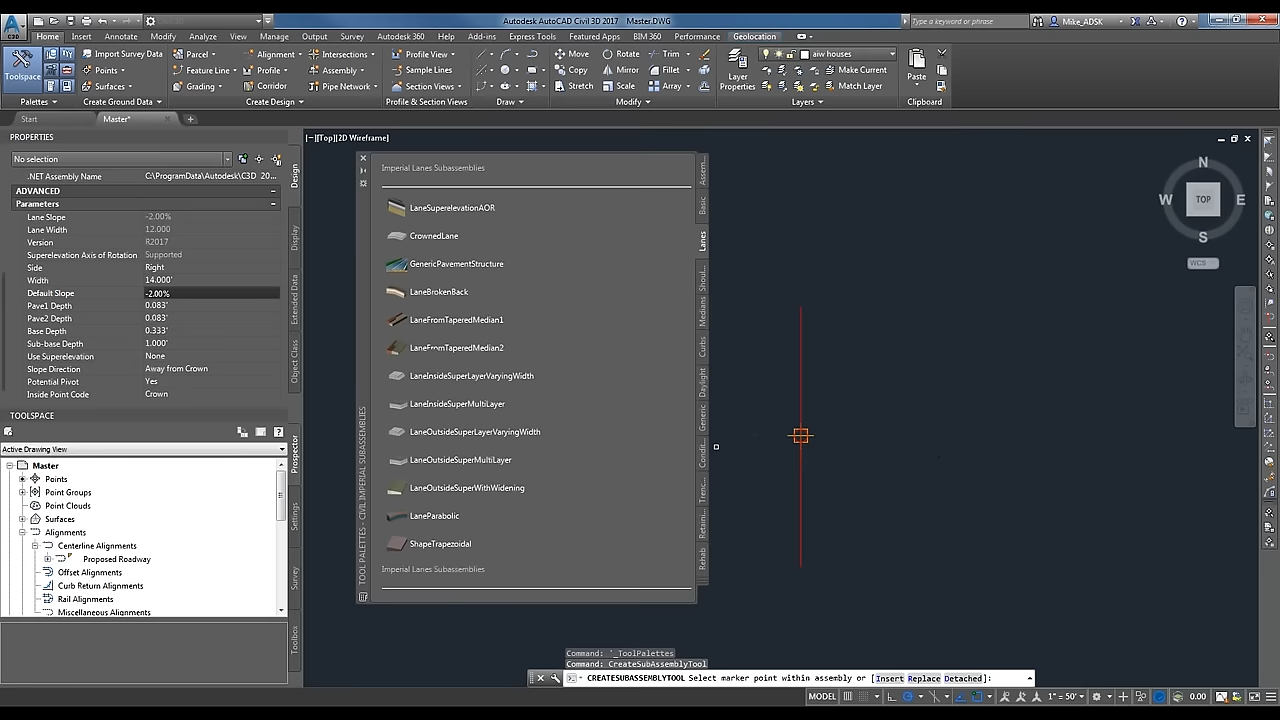 Autodesk AutoCAD Civil 3D 2017   Master.DWG
Type a keyword or phrase
Mike_ADSK
Home Insert Annotate Modify Analyze View Manage Output Survey Autodesk 360 Help Add-ins Express Tools Featured Apps BIM 360 Performance Geolocation
Toolspace
Import Survey Data
Points
Surfaces
Parcel
Feature Line
Grading
Alignment
Profile
Corridor
Intersections
Assembly
Pipe Network
Profile View
Sample Lines
Section Views
Move
Copy
Stretch
Rotate
Mirror
Scale
Trim
Fillet
Array
Layer
Properties
aiw houses
Make Current
Match Layer
Paste
Palettes
Create Ground Data
Create Design
Profile & Section Views
Draw
Modify
Layers
Clipboard
Start
Master*
PROPERTIES
No selection
.NET Assembly Name C:\ProgramData\Autodesk\C3D 20...
ADVANCED
Parameters
Lane Slope -2.00%
Lane Width 12.000
Version R2017
Superelevation Axis of Rotation Supported
Side Right
Width 14.000'
Default Slope -2.00%
Pave1 Depth 0.083'
Pave2 Depth 0.083'
Base Depth 0.333'
Sub-base Depth 1.000'
Use Superelevation None
Slope Direction Away from Crown
Potential Pivot Yes
Inside Point Code Crown
Design
Display
Extended Data
Object Class
TOOLSPACE
Active Drawing View
Master
Points
Point Groups
Point Clouds
Surfaces
Alignments
Centerline Alignments
Proposed Roadway
Offset Alignments
Curb Return Alignments
Rail Alignments
Miscellaneous Alignments
Prospector
Settings
Survey
Toolbox
[−][Top][2D Wireframe]
Imperial Lanes Subassemblies
LaneSuperelevationAOR
CrownedLane
GenericPavementStructure
LaneBrokenBack
LaneFromTaperedMedian1
LaneFromTaperedMedian2
LaneInsideSuperLayerVaryingWidth
LaneInsideSuperMultiLayer
LaneOutsideSuperLayerVaryingWidth
LaneOutsideSuperMultiLayer
LaneOutsideSuperWithWidening
LaneParabolic
ShapeTrapezoidal
Imperial Lanes Subassemblies
TOOL PALETTES - CIVIL IMPERIAL SUBASSEMBLIES
Assem...
Basic
Lanes
Shoul...
Medians
Curbs
Daylight
Generic
Condit...
Trenc...
Retaini...
Rehab
N
W
TOP
E
S
WCS
Command: '_ToolPalettes
Command: CreateSubAssemblyTool
CREATESUBASSEMBLYTOOL Select marker point within assembly or [Insert Replace Detached]:
MODEL
1" = 50'
0.00